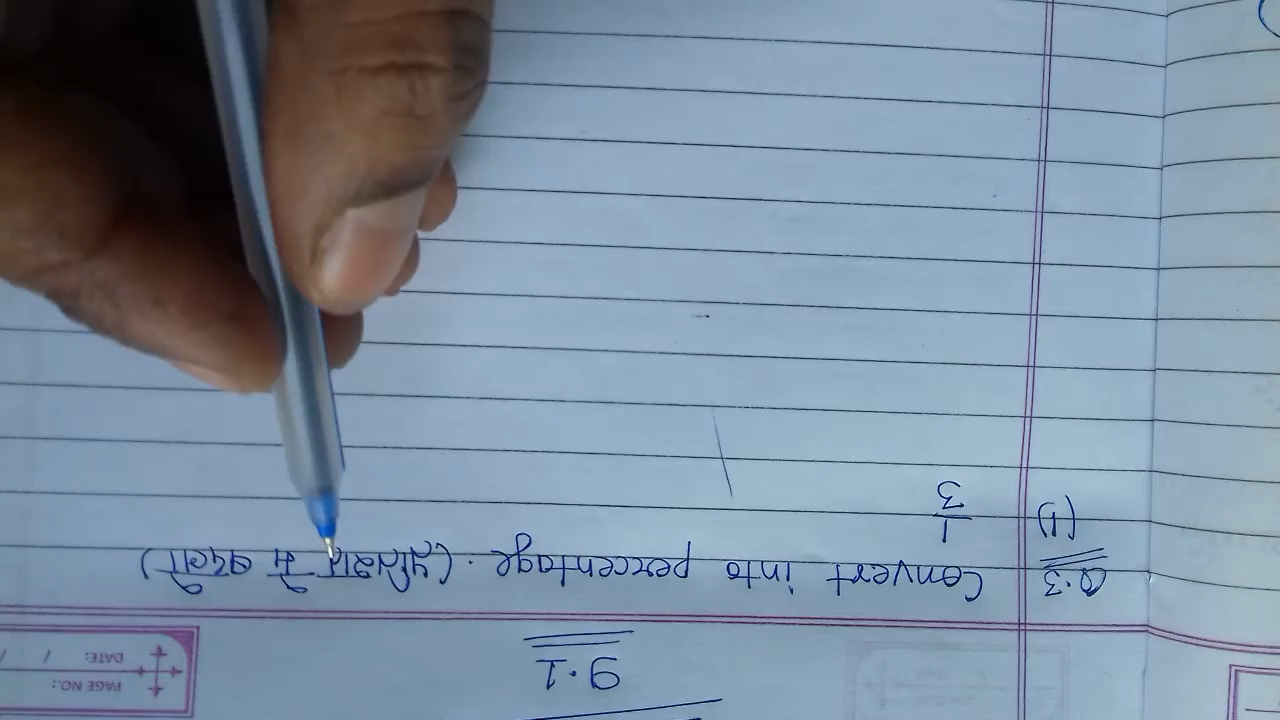 PAGE NO.:
DATE: / /
9.1
Q.3 Convert into percentage. (प्रतिशत में बदलो)
(1) 1/3